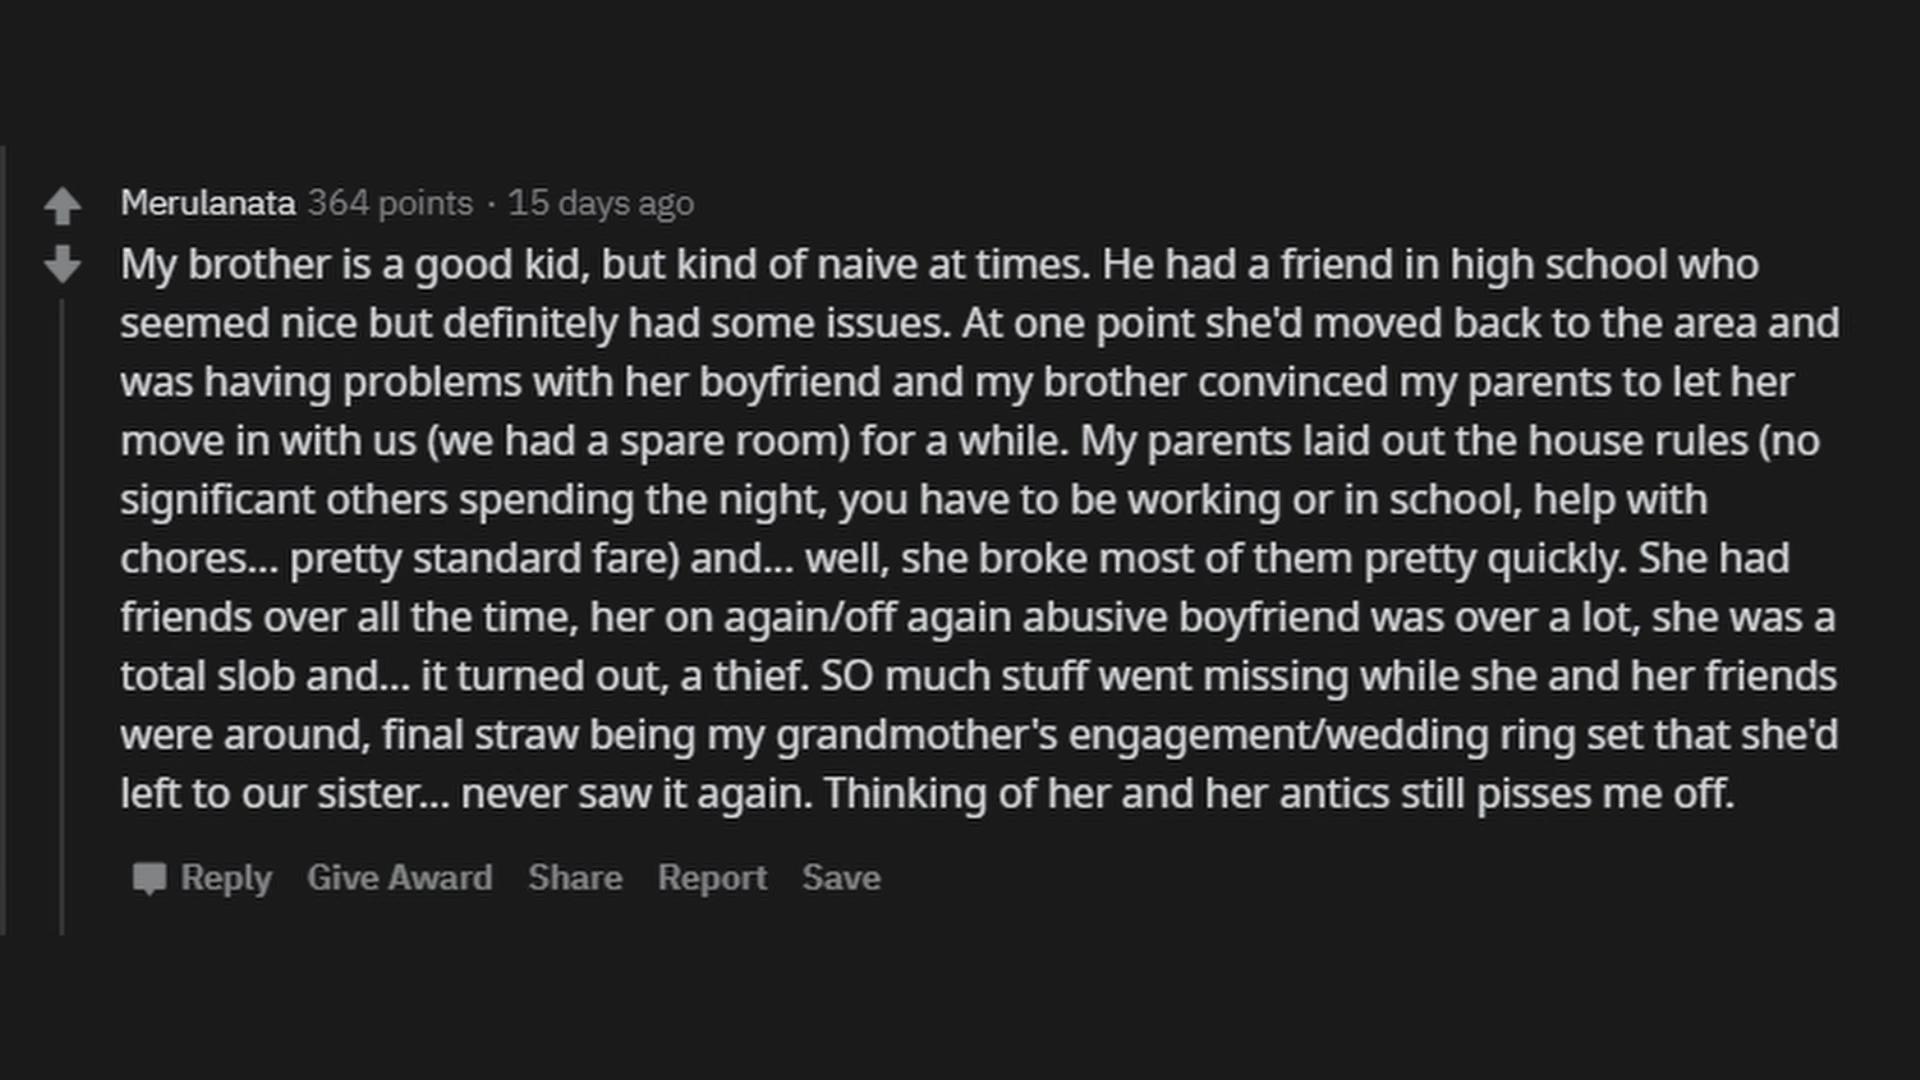 Merulanata 364 points · 15 days ago
My brother is a good kid, but kind of naive at times. He had a friend in high school who
seemed nice but definitely had some issues. At one point she'd moved back to the area and
was having problems with her boyfriend and my brother convinced my parents to let her
move in with us (we had a spare room) for a while. My parents laid out the house rules (no
significant others spending the night, you have to be working or in school, help with
chores... pretty standard fare) and... well, she broke most of them pretty quickly. She had
friends over all the time, her on again/off again abusive boyfriend was over a lot, she was a
total slob and... it turned out, a thief. SO much stuff went missing while she and her friends
were around, final straw being my grandmother's engagement/wedding ring set that she'd
left to our sister... never saw it again. Thinking of her and her antics still pisses me off.
Reply Give Award Share Report Save